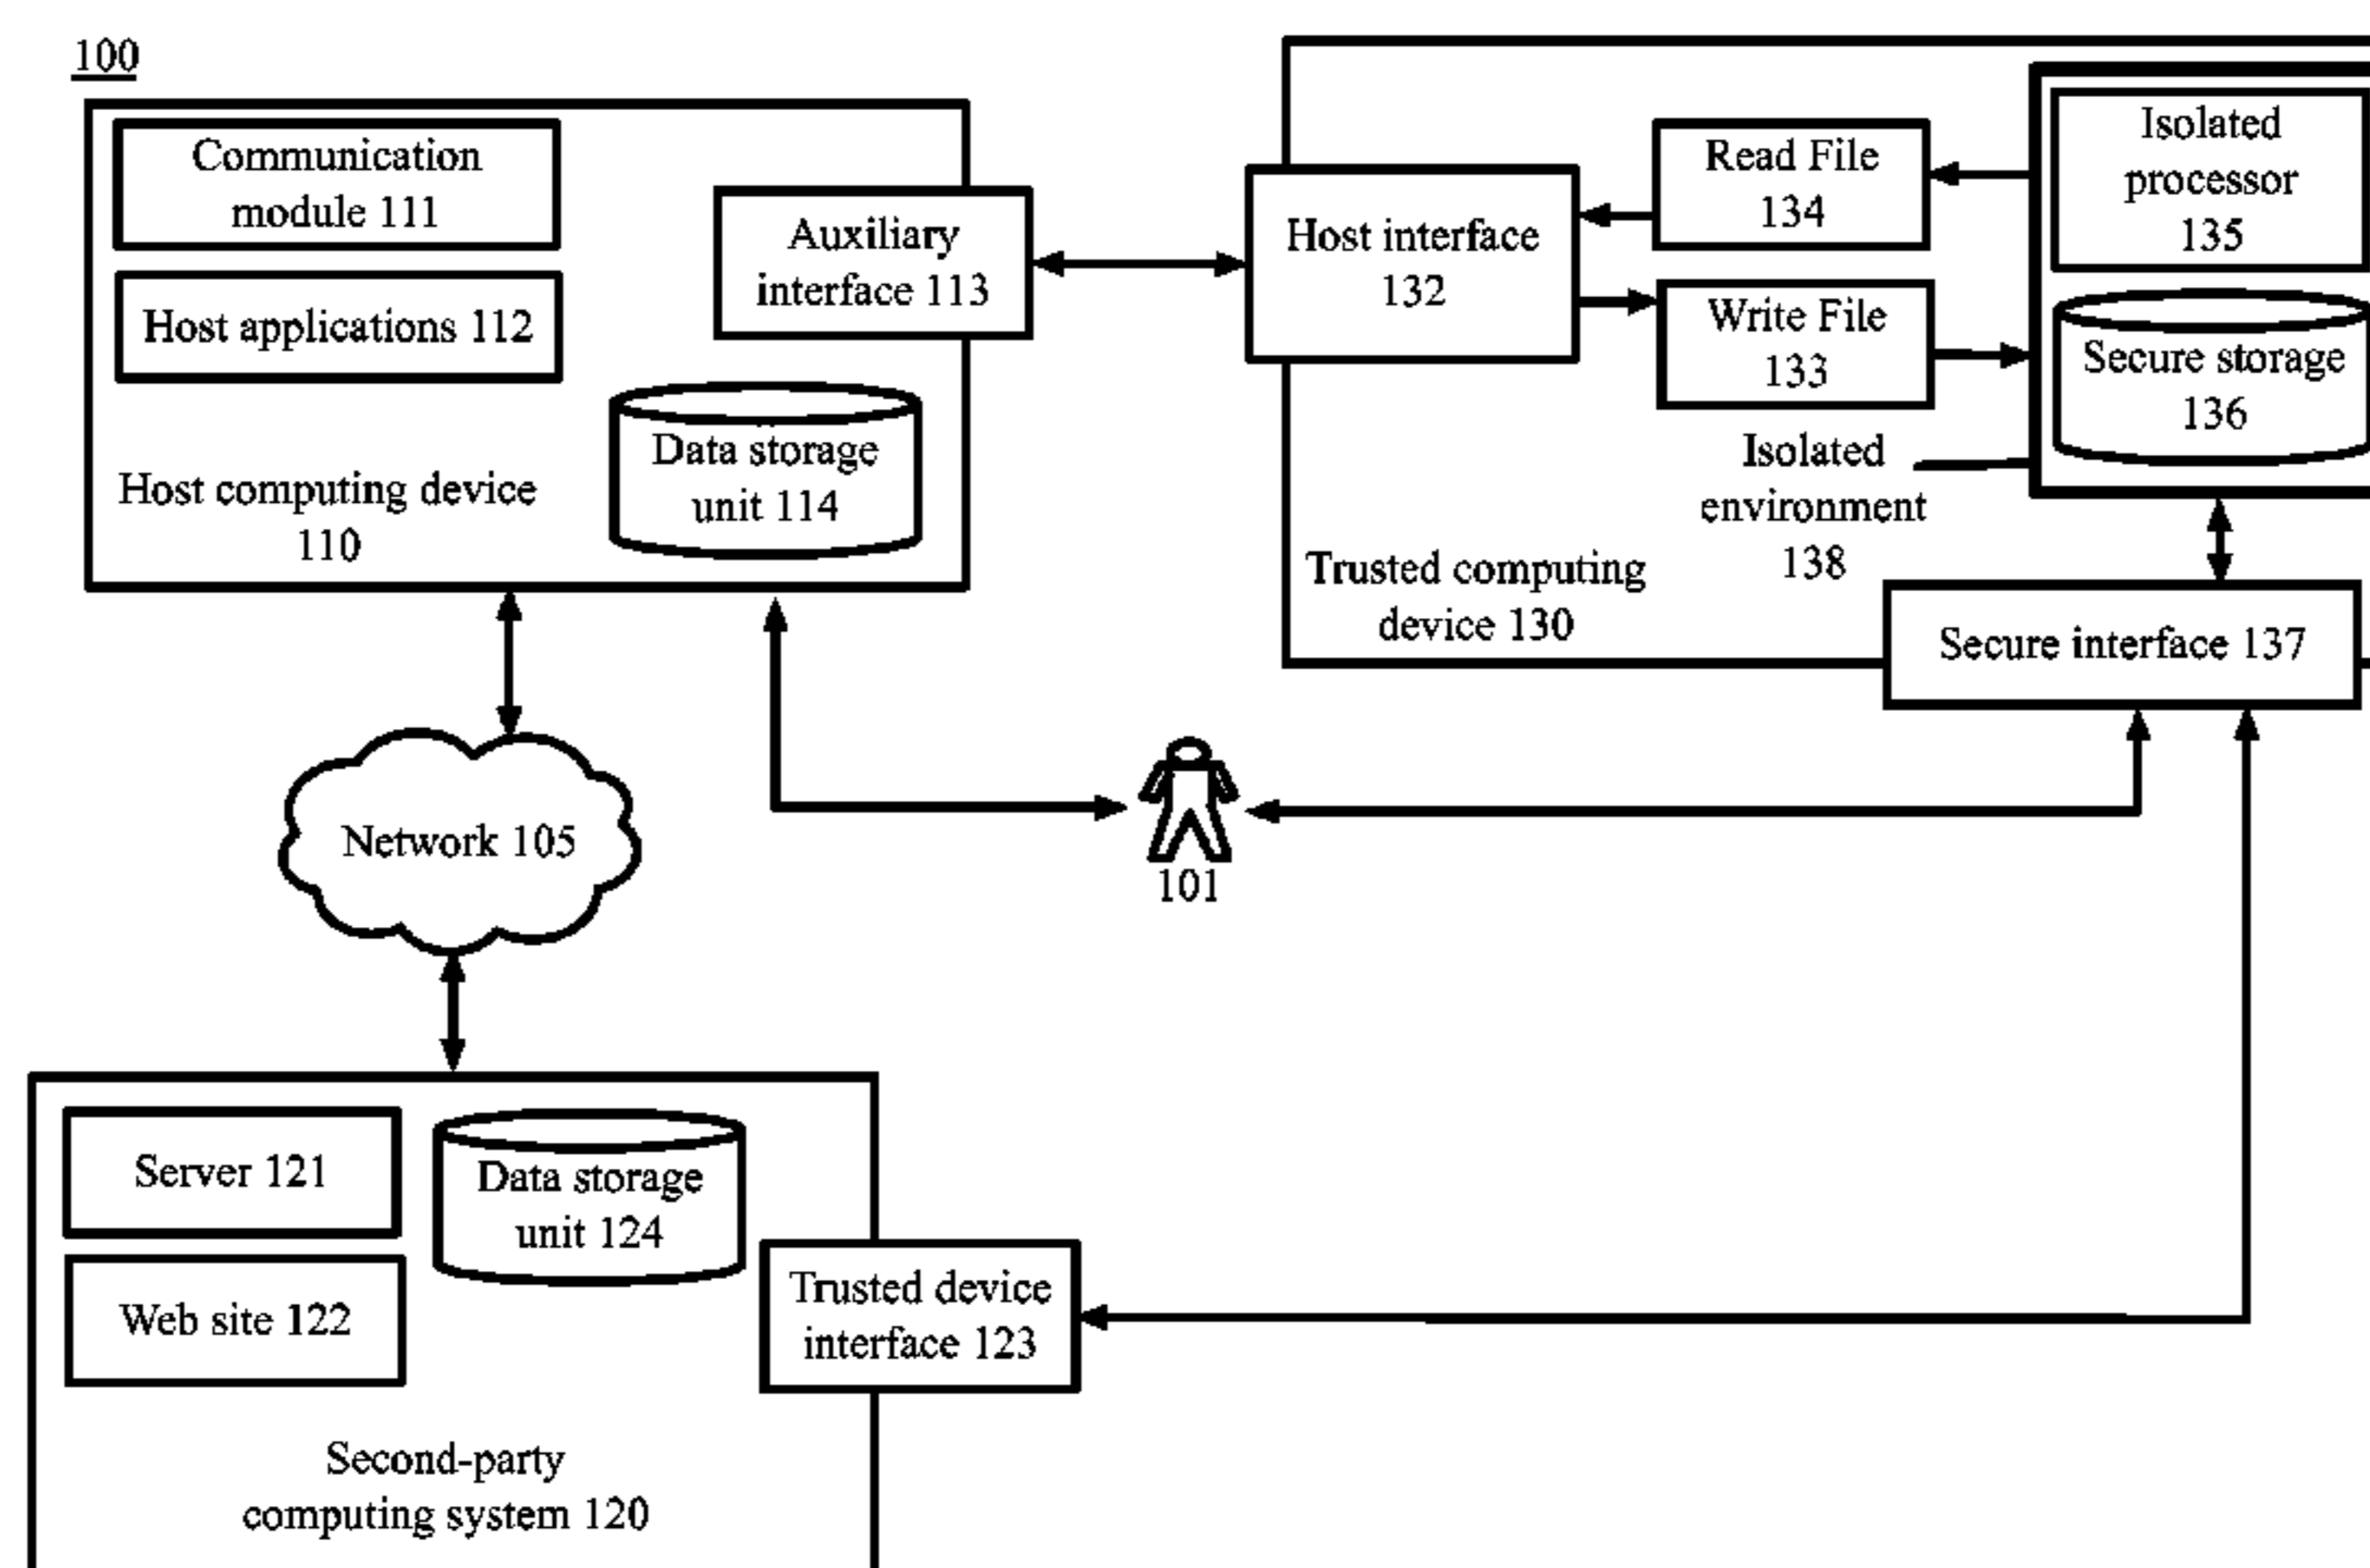 100
Communication
module 111
Host applications 112
Auxiliary
interface 113
Data storage
unit 114
Host computing device
110
Host interface
132
Read File
134
Write File
133
Isolated
processor
135
Secure storage
136
Isolated
environment
138
Trusted computing
device 130
Secure interface 137
Network 105
101
Server 121
Data storage
unit 124
Web site 122
Trusted device
interface 123
Second-party
computing system 120